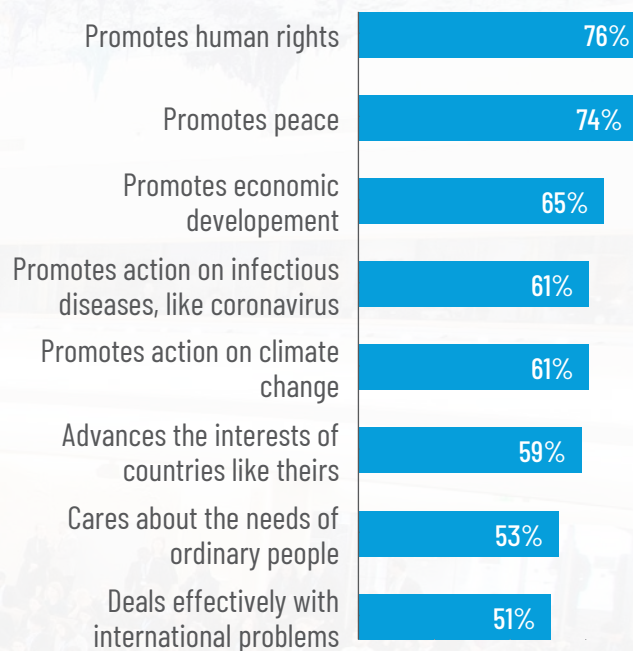 Promotes human rights
76%
Promotes peace
74%
Promotes economic
developement
65%
Promotes action on infectious
diseases, like coronavirus
61%
Promotes action on climate
change
61%
Advances the interests of
countries like theirs
59%
Cares about the needs of
ordinary people
53%
Deals effectively with
international problems
51%